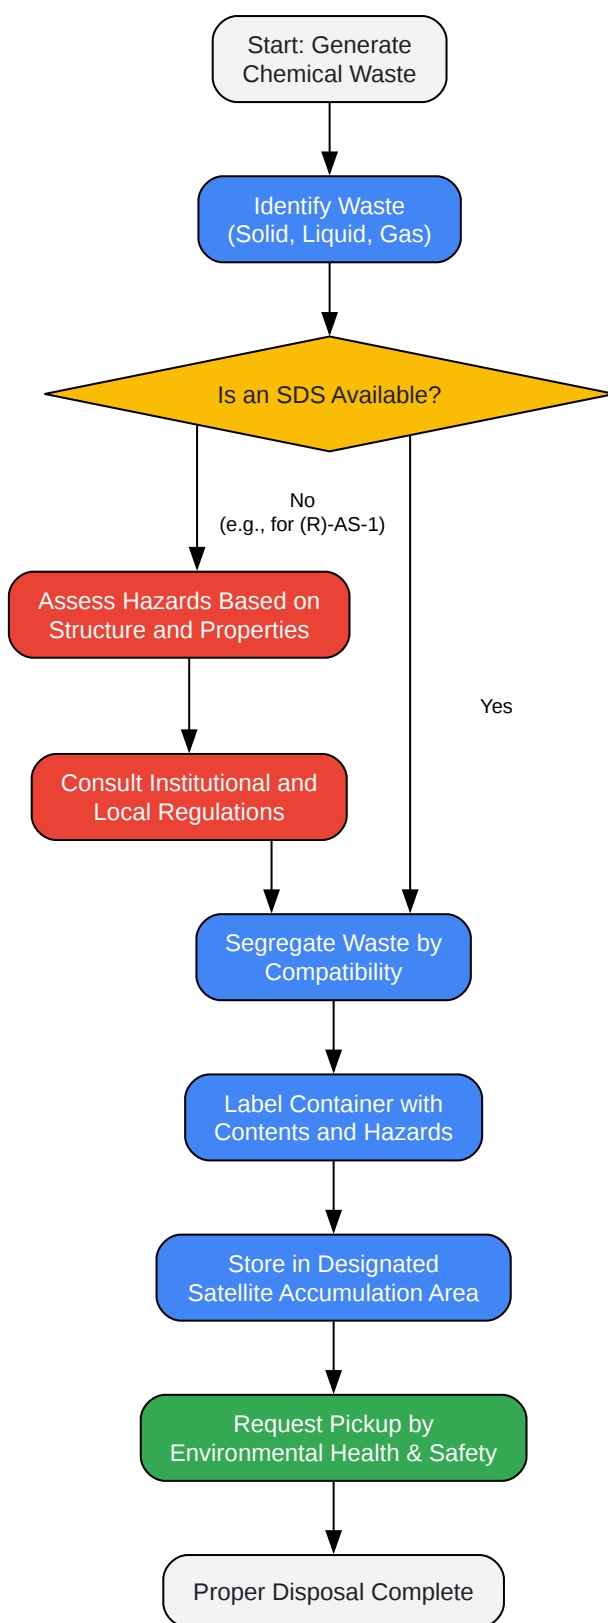 Start: Generate
Chemical Waste
Identify Waste
(Solid, Liquid, Gas)
Is an SDS Available?
No
(e.g., for (R)-AS-1)
Assess Hazards Based on
Structure and Properties
Yes
Consult Institutional and
Local Regulations
Segregate Waste by
Compatibility
Label Container with
Contents and Hazards
Store in Designated
Satellite Accumulation Area
Request Pickup by
Environmental Health & Safety
Proper Disposal Complete